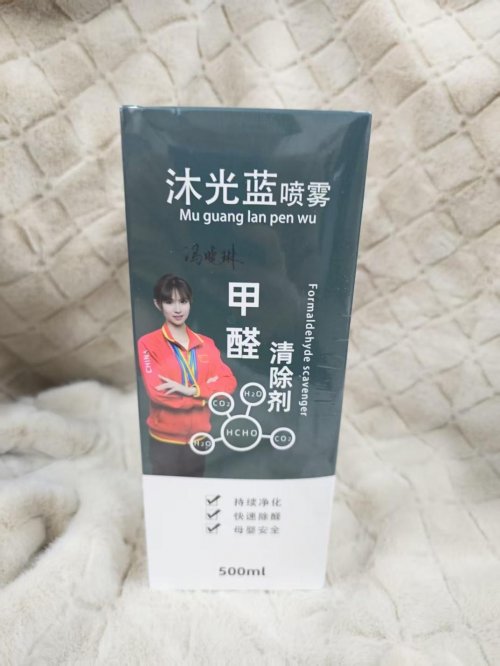 沐光蓝喷雾
Mu guang lan pen wu
冯晓琳
甲醛
清除剂
Formaldehyde scavenger
CHINA
CO2
H2O
HCHO
H2O
CO2
持续净化
快速除醛
母婴安全
500ml